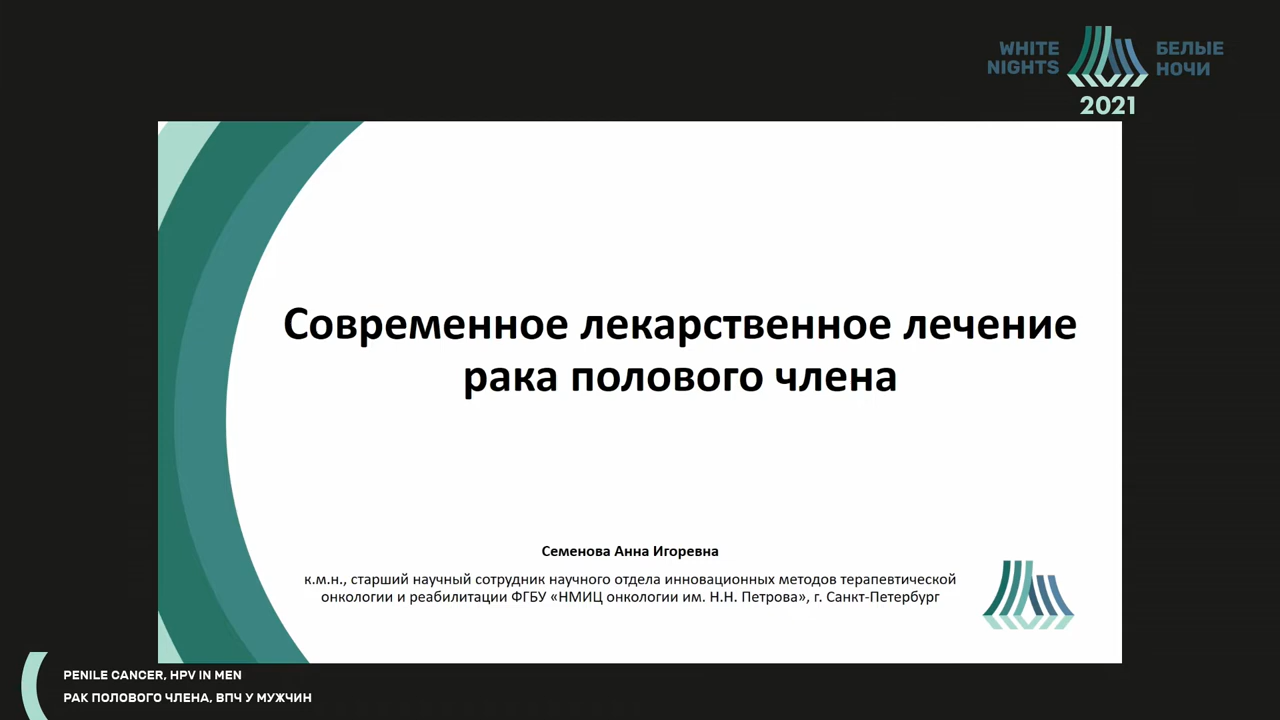 WHITE
NIGHTS
БЕЛЫЕ
НОЧИ
2021
Современное лекарственное лечение
рака полового члена
Семенова Анна Игоревна
к.м.н., старший научный сотрудник научного отдела инновационных методов терапевтической
онкологии и реабилитации ФГБУ «НМИЦ онкологии им. Н.Н. Петрова», г. Санкт-Петербург
PENILE CANCER, HPV IN MEN
РАК ПОЛОВОГО ЧЛЕНА, ВПЧ У МУЖЧИН